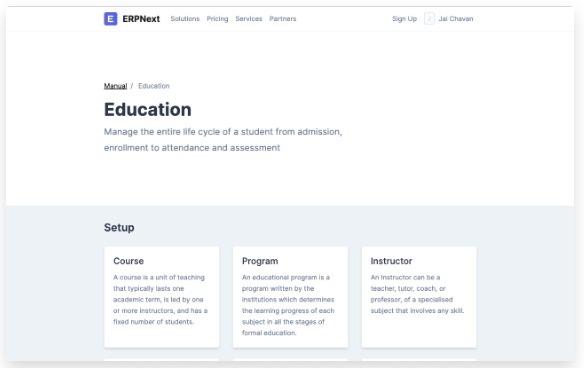 E ERPNext Solutions Pricing Services Partners Sign Up J Jai Chavan
Manual / Education
Education
Manage the entire life cycle of a student from admission,
enrollment to attendance and assessment
Setup
Course
A course is a unit of teaching
that typically lasts one
academic term, is led by one
or more instructors, and has a
fixed number of students.
Program
An educational program is a
program written by the
institutions which determines
the learning progress of each
subject in all the stages of
formal education.
Instructor
An Instructor can be a
teacher, tutor, coach, or
professor, of a specialised
subject that involves any skill.